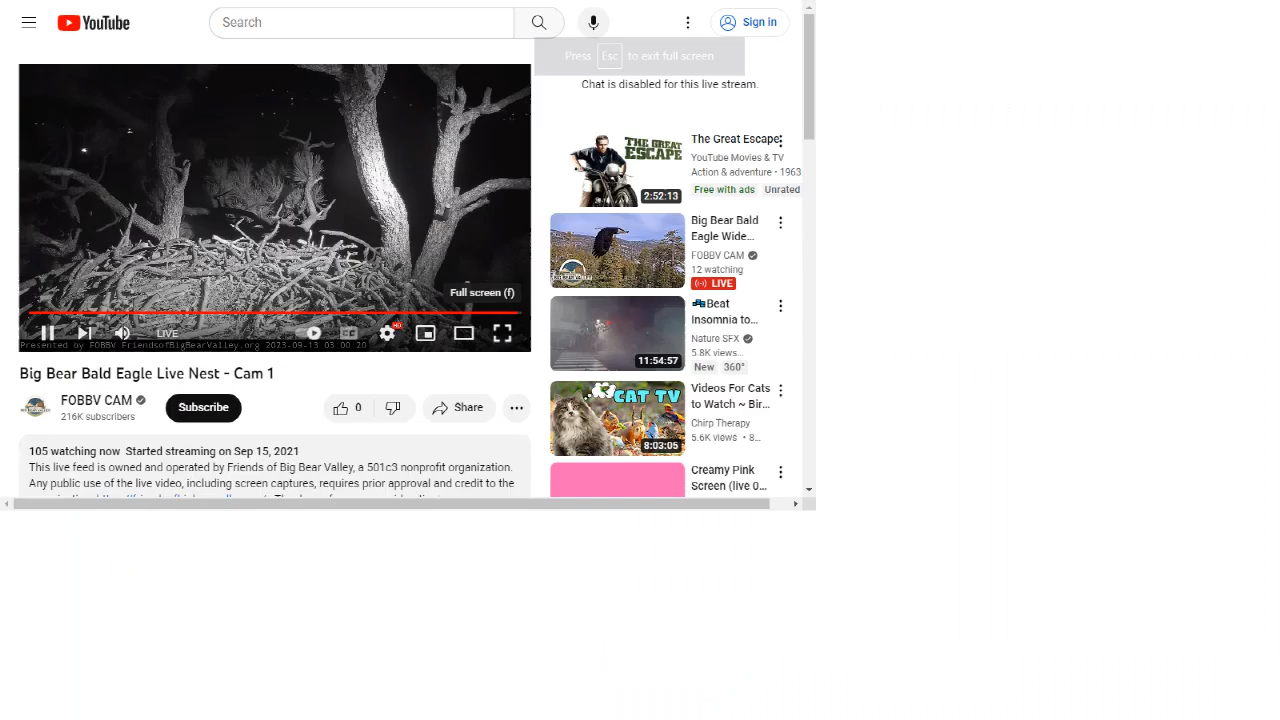 YouTube
Search
Sign in
Press Esc to exit full screen
Chat is disabled for this live stream.
Full screen (f)
LIVE
HD
Presented by FOBBV FriendsofBigBearValley.org 2023-09-13 03:00 20
Big Bear Bald Eagle Live Nest - Cam 1
FOBBV CAM
216K subscribers
Subscribe
0
Share
105 watching now Started streaming on Sep 15, 2021
This live feed is owned and operated by Friends of Big Bear Valley, a 501c3 nonprofit organization.
Any public use of the live video, including screen captures, requires prior approval and credit to the
THE GREAT
ESCAPE
2:52:13
The Great Escape
YouTube Movies & TV
Action & adventure • 1963
Free with ads Unrated
Big Bear Bald
Eagle Wide...
FOBBV CAM
12 watching
LIVE
11:54:57
Beat
Insomnia to...
Nature SFX
5.8K views...
New 360°
CAT TV
8:03:05
Videos For Cats
to Watch ~ Bir...
Chirp Therapy
5.6K views • 8...
Creamy Pink
Screen (live 0...